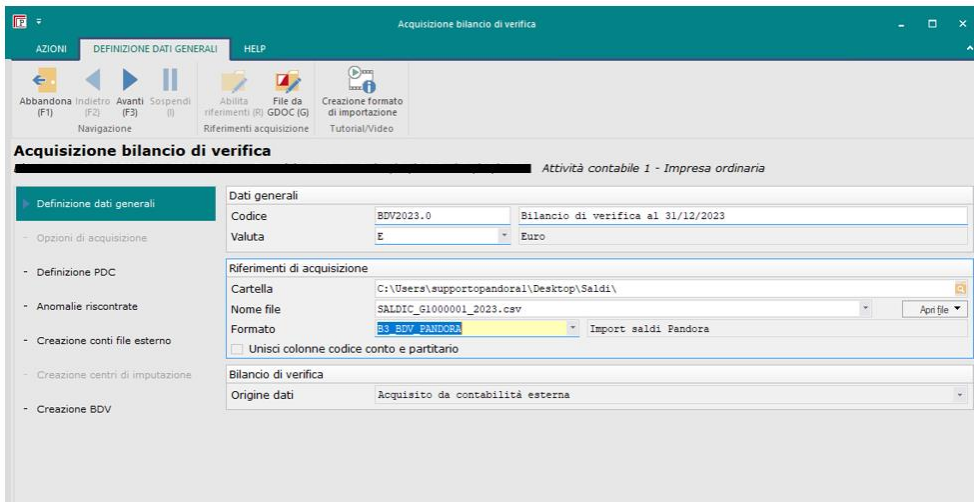 Acquisizione bilancio di verifica
AZIONI DEFINIZIONE DATI GENERALI HELP
Abbandona (F1) Indietro (F2) Avanti (F3) Sospendi (I) Abilita riferimenti (R) File da GDOC (G) Creazione formato di importazione
Navigazione Riferimenti acquisizione Tutorial/Video
Acquisizione bilancio di verifica
Attività contabile 1 - Impresa ordinaria
Definizione dati generali
- Opzioni di acquisizione
- Definizione PDC
- Anomalie riscontrate
- Creazione conti file esterno
- Creazione centri di imputazione
- Creazione BDV
Dati generali
Codice BDV2023.0 Bilancio di verifica al 31/12/2023
Valuta E Euro
Riferimenti di acquisizione
Cartella C:\Users\supportopandora1\Desktop\Saldi\
Nome file SALDIC_G1000001_2023.csv Apri file
Formato B3_BDV_PANDORA Import saldi Pandora
Unisci colonne codice conto e partitario
Bilancio di verifica
Origine dati Acquisito da contabilità esterna